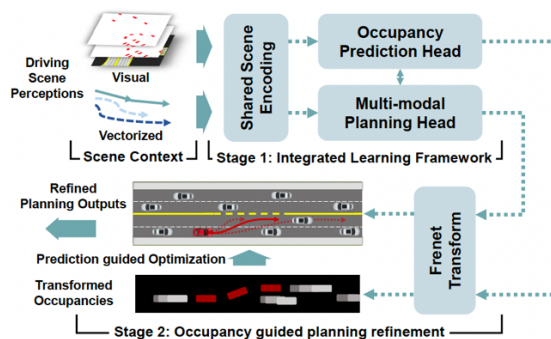 Driving
Scene
Perceptions
Visual
Vectorized
Scene Context
Shared Scene
Encoding
Occupancy
Prediction Head
Multi-modal
Planning Head
Stage 1: Integrated Learning Framework
Refined
Planning Outputs
Prediction guided Optimization
Transformed
Occupancies
Frenet
Transform
Stage 2: Occupancy guided planning refinement